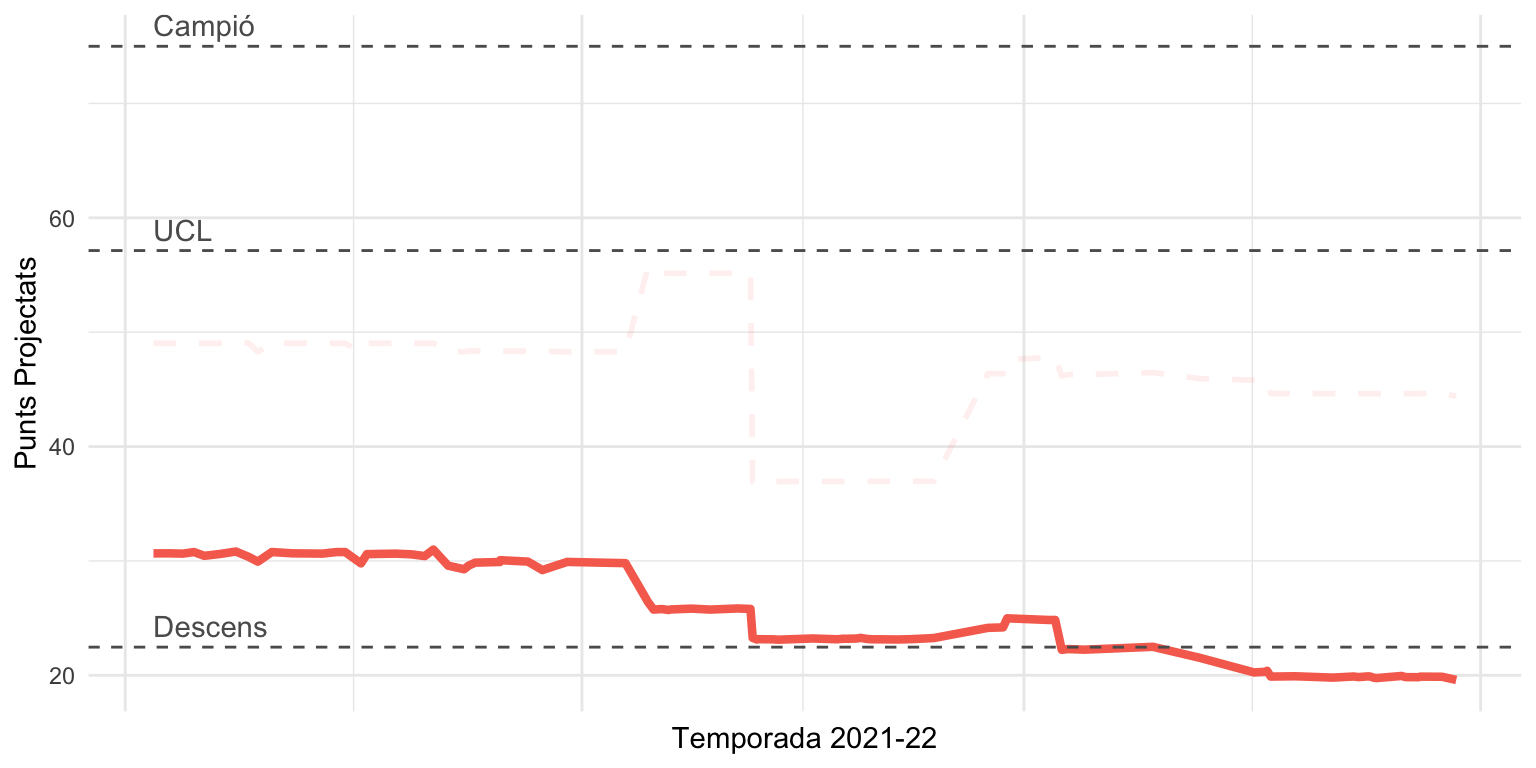 Campió
60
UCL
Punts Projectats
40
Descens
20
Temporada 2021-22